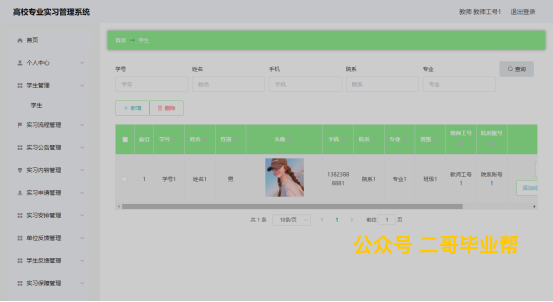 高校专业实习管理系统
教师 教师工号1 退出登录
首页
个人中心
学生管理
学生
实习流程管理
实习公告管理
实习内容管理
实习申请管理
实习安排管理
单位反馈管理
学生反馈管理
实习保障管理
首页 学生
学号 姓名 手机 院系 专业
学号 姓名 手机 院系 专业
查询
+ 新增 删除
索引 学号 姓名 性别 头像 手机 院系 专业 班级 教师工号 院系账号
1 学号1 姓名1 男 13823888881 院系1 专业1 班级1 教师工号1 院系账号1
共 1 条 10条/页 < 1 > 前往 1 页
公众号 二哥毕业帮